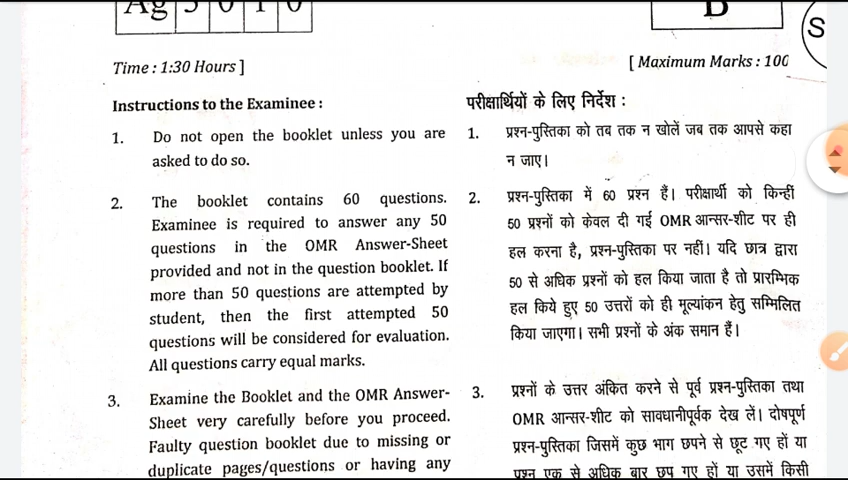 B
S
Time : 1:30 Hours ]
[ Maximum Marks : 100
Instructions to the Examinee :
1. Do not open the booklet unless you are
asked to do so.
2. The booklet contains 60 questions.
Examinee is required to answer any 50
questions in the OMR Answer-Sheet
provided and not in the question booklet. If
more than 50 questions are attempted by
student, then the first attempted 50
questions will be considered for evaluation.
All questions carry equal marks.
3. Examine the Booklet and the OMR Answer-
Sheet very carefully before you proceed.
Faulty question booklet due to missing or
duplicate pages/questions or having any
परीक्षार्थियों के लिए निर्देश :
1. प्रश्न-पुस्तिका को तब तक न खोलें जब तक आपसे कहा
न जाए।
2. प्रश्न-पुस्तिका में 60 प्रश्न हैं। परीक्षार्थी को किन्हीं
50 प्रश्नों को केवल दी गई OMR आन्सर-शीट पर ही
हल करना है, प्रश्न-पुस्तिका पर नहीं। यदि छात्र द्वारा
50 से अधिक प्रश्नों को हल किया जाता है तो प्रारम्भिक
हल किये हुए 50 उत्तरों को ही मूल्यांकन हेतु सम्मिलित
किया जाएगा। सभी प्रश्नों के अंक समान हैं।
3. प्रश्नों के उत्तर अंकित करने से पूर्व प्रश्न-पुस्तिका तथा
OMR आन्सर-शीट को सावधानीपूर्वक देख लें। दोषपूर्ण
प्रश्न-पुस्तिका जिसमें कुछ भाग छपने से छूट गए हों या
प्रश्न एक से अधिक बार छप गए हों या उसमें किसी